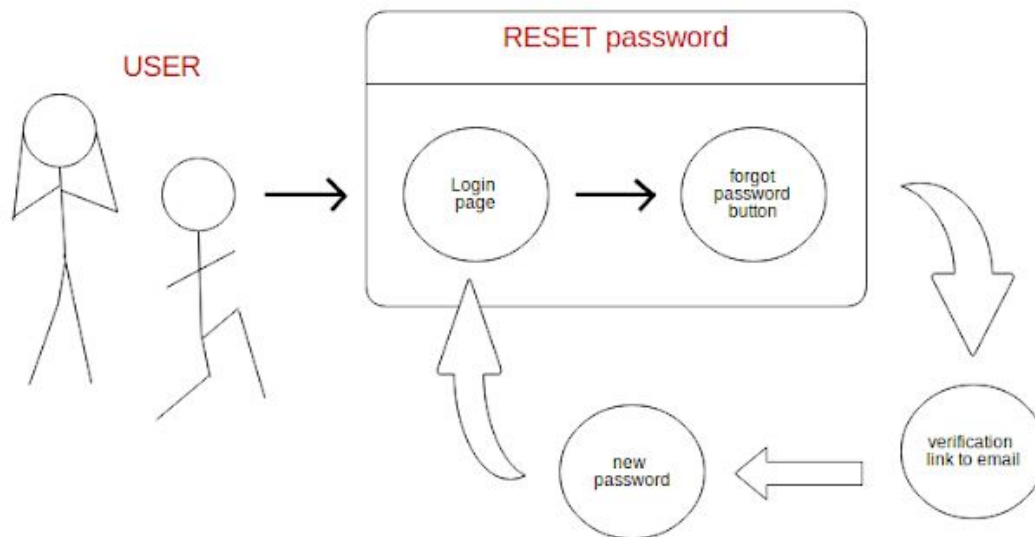 RESET password
USER
Login
page
forgot
password
button
verification
link to email
new
password